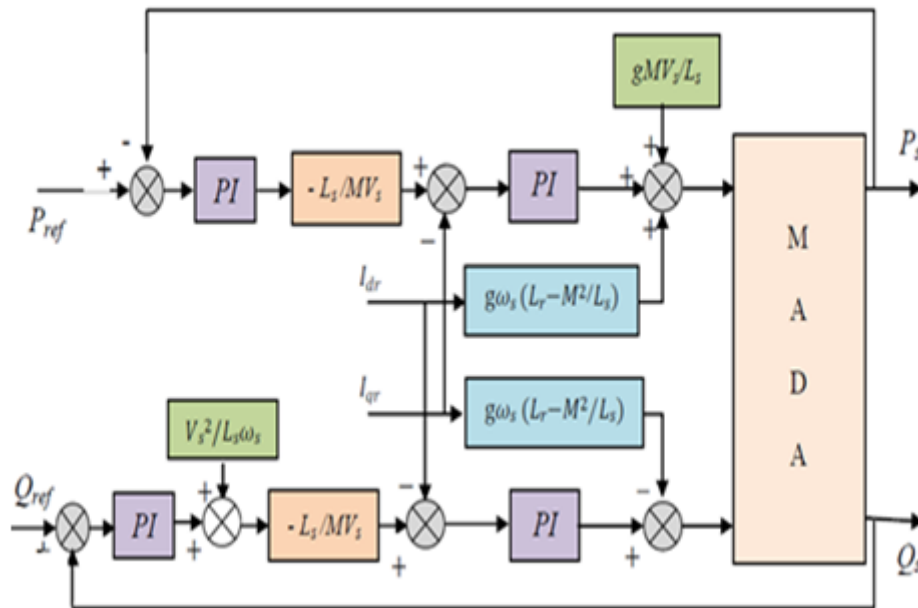 gMVs/Ls
Ps
-
+
PI
- Ls/MVs
+
PI
+
+
+
Pref
−
M
A
D
A
Idr
gωs (Lr−M²/Ls)
Iqr
gωs (Lr−M²/Ls)
Vs²/Lsωs
Qref
+
PI
+
- Ls/MVs
−
PI
−
+
+
+
Qs